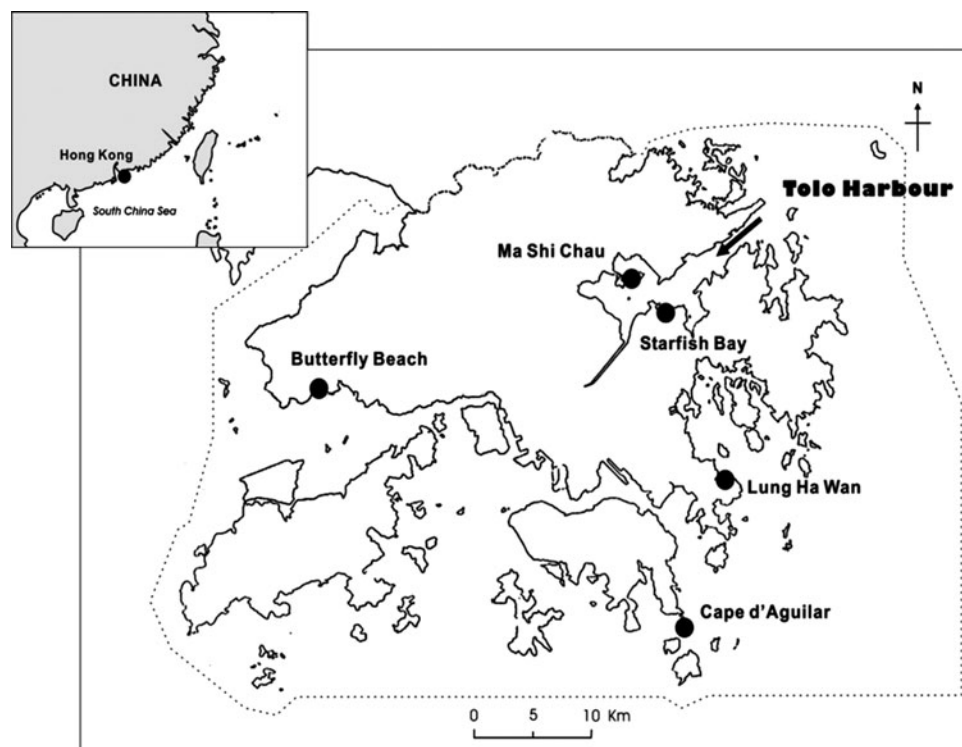 CHINA
Hong Kong
South China Sea
N
Tolo Harbour
Ma Shi Chau
Starfish Bay
Butterfly Beach
Lung Ha Wan
Cape d'Aguilar
0 5 10 Km